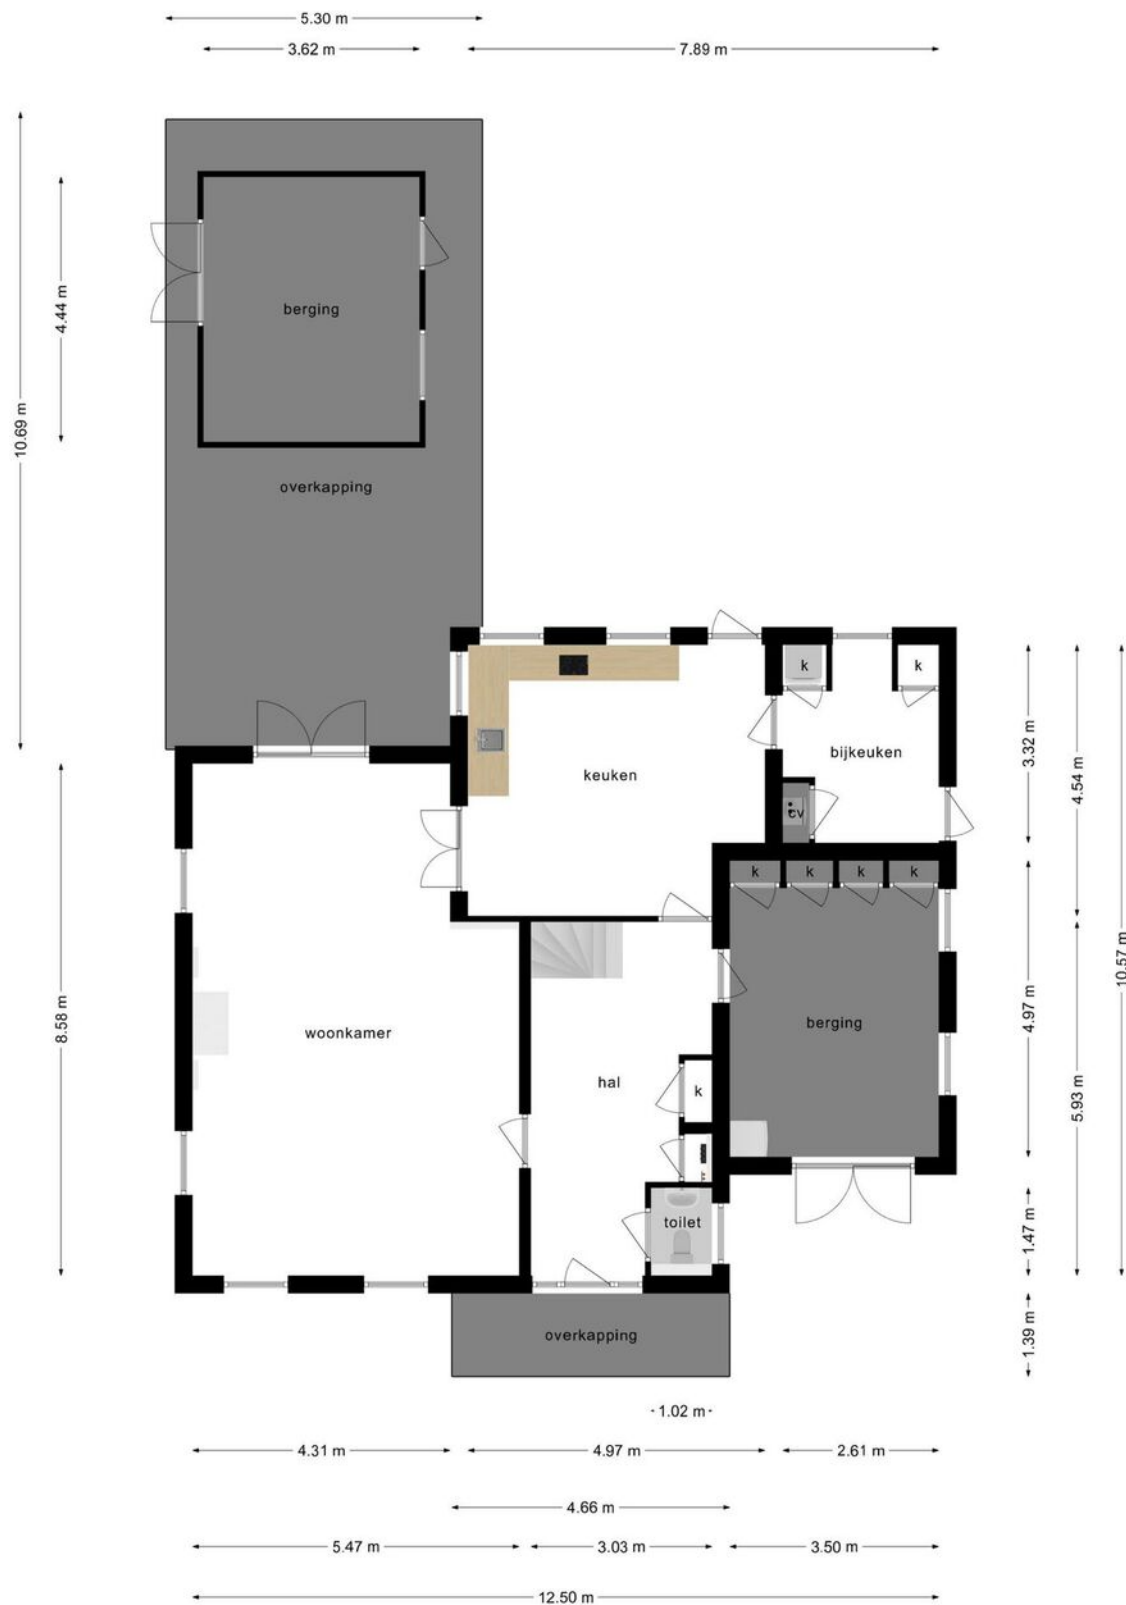 5.30 m
3.62 m
7.89 m
10.69 m
4.44 m
berging
overkapping
k
k
keuken
bijkeuken
cv
3.32 m
4.54 m
k
k
k
k
8.58 m
woonkamer
hal
k
berging
4.97 m
5.93 m
10.57 m
toilet
1.47 m
overkapping
1.39 m
1.02 m
4.31 m
4.97 m
2.61 m
4.66 m
5.47 m
3.03 m
3.50 m
12.50 m